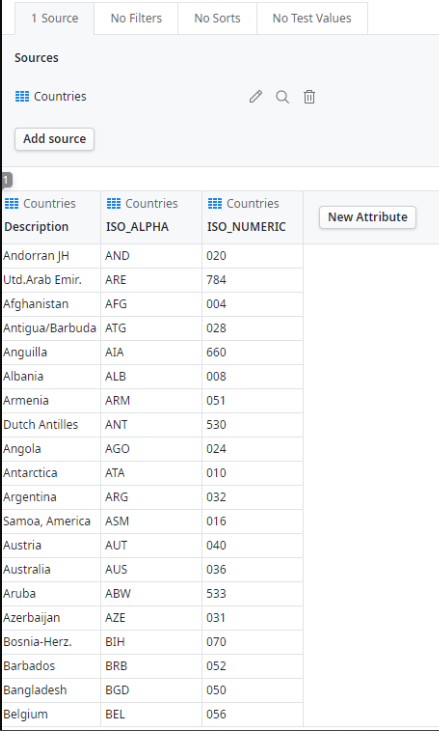 1 Source No Filters No Sorts No Test Values
Sources
Countries
Add source
1
Countries Countries Countries
New Attribute
Description ISO_ALPHA ISO_NUMERIC
Andorran JH AND 020
Utd.Arab Emir. ARE 784
Afghanistan AFG 004
Antigua/Barbuda ATG 028
Anguilla AIA 660
Albania ALB 008
Armenia ARM 051
Dutch Antilles ANT 530
Angola AGO 024
Antarctica ATA 010
Argentina ARG 032
Samoa, America ASM 016
Austria AUT 040
Australia AUS 036
Aruba ABW 533
Azerbaijan AZE 031
Bosnia-Herz. BIH 070
Barbados BRB 052
Bangladesh BGD 050
Belgium BEL 056